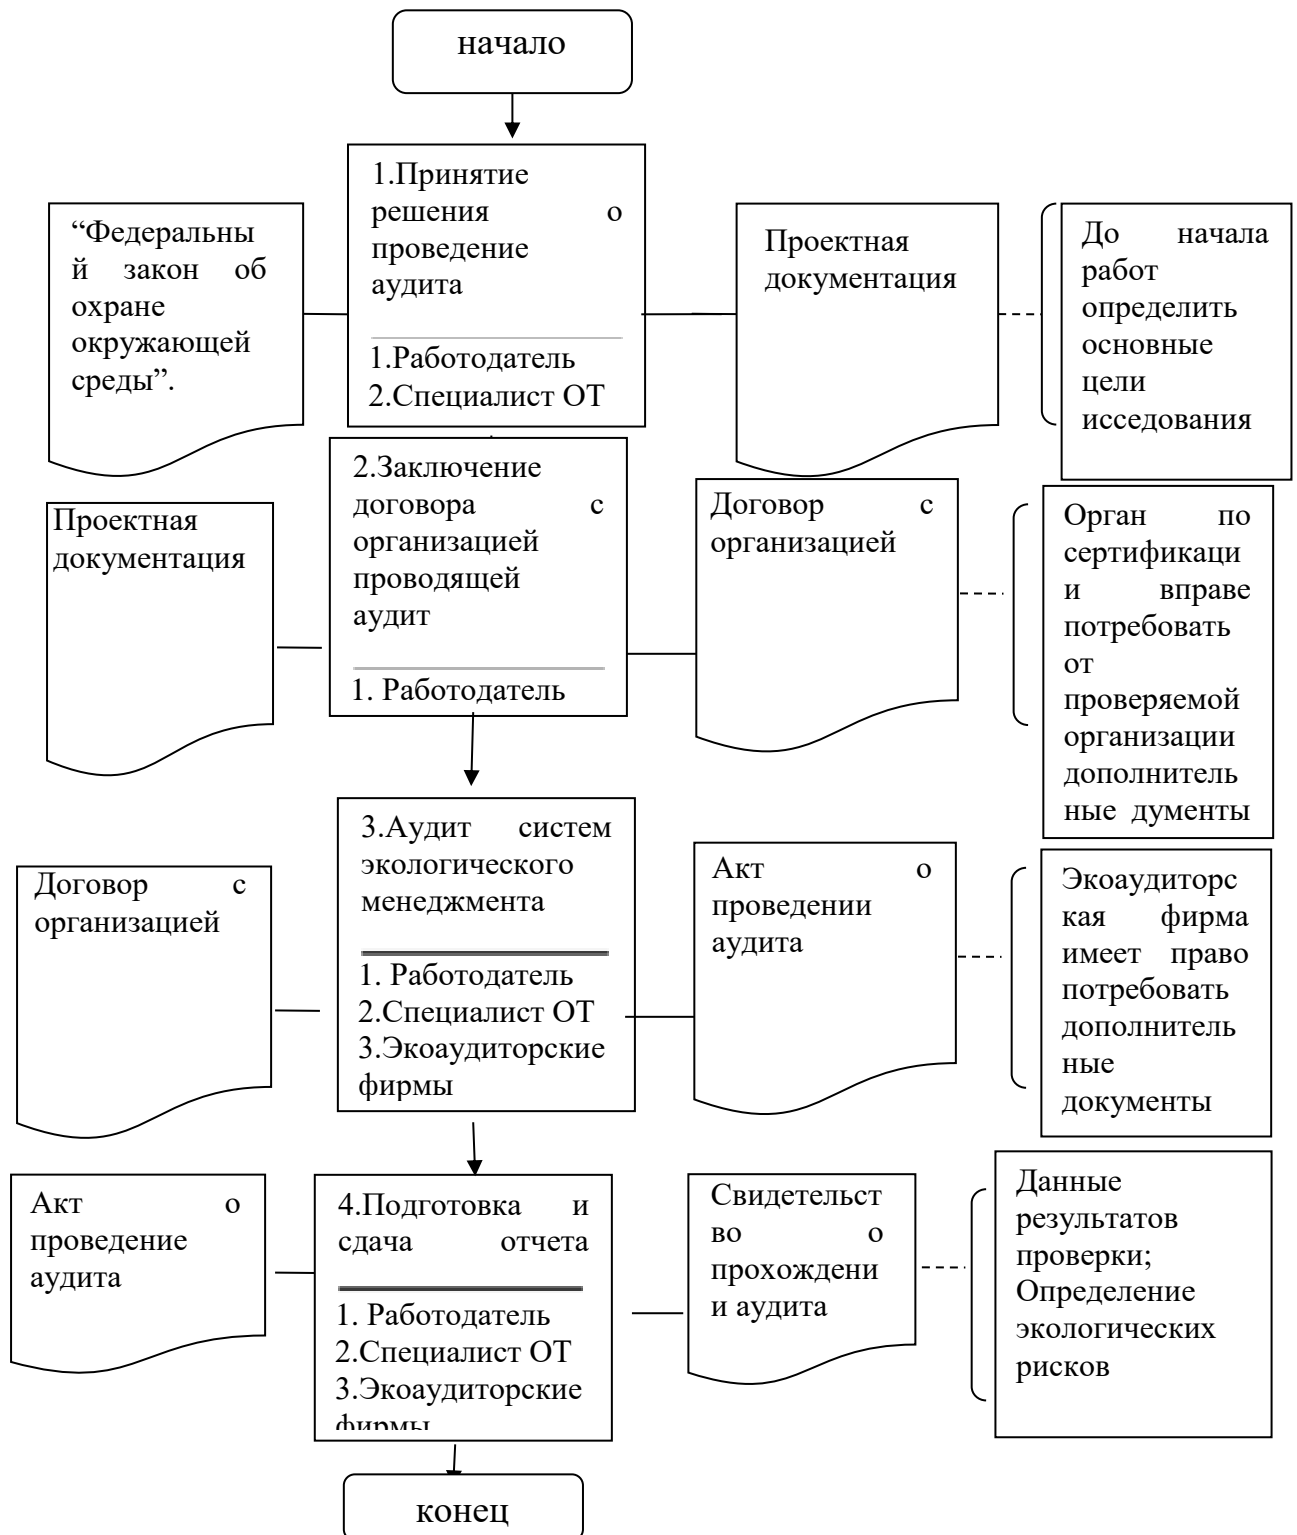 начало
1.Принятие
решения о
проведение
аудита
1.Работодатель
2.Специалист ОТ
“Федеральны
й закон об
охране
окружающей
среды”.
Проектная
документация
До начала
работ
определить
основные
цели
исседования
2.Заключение
договора с
организацией
проводящей
аудит
1. Работодатель
Проектная
документация
Договор с
организацией
Орган по
сертификаци
и вправе
потребовать
от
проверяемой
организации
дополнитель
ные дументы
3.Аудит систем
экологического
менеджмента
1. Работодатель
2.Специалист ОТ
3.Экоаудиторские
фирмы
Договор с
организацией
Акт о
проведении
аудита
Экоаудиторс
кая фирма
имеет право
потребовать
дополнитель
ные
документы
4.Подготовка и
сдача отчета
1. Работодатель
2.Специалист ОТ
3.Экоаудиторские
фирмы
Акт о
проведение
аудита
Свидетельст
во о
прохождени
и аудита
Данные
результатов
проверки;
Определение
экологических
рисков
конец